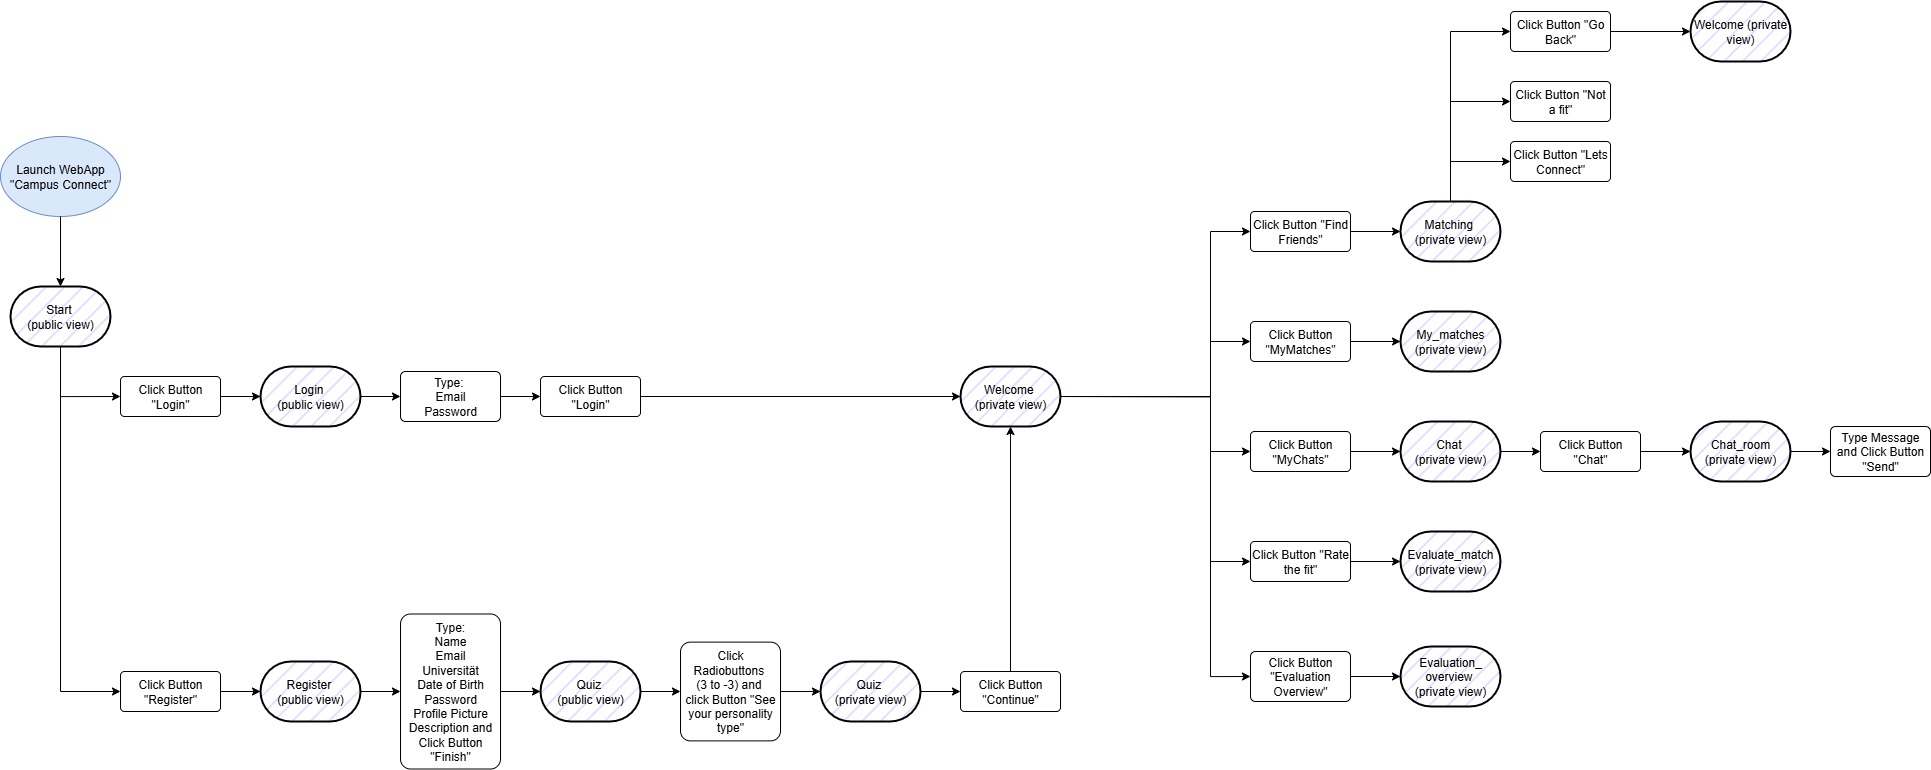 Launch WebApp
"Campus Connect"
Start
(public view)
Click Button
"Login"
Login
(public view)
Type:
Email
Password
Click Button
"Login"
Welcome
(private view)
Click Button
"Register"
Register
(public view)
Type:
Name
Email
Universität
Date of Birth
Password
Profile Picture
Description and
Click Button
"Finish"
Quiz
(public view)
Click
Radiobuttons
(3 to -3) and
click Button "See
your personality
type"
Quiz
(private view)
Click Button
"Continue"
Click Button "Find
Friends"
Matching
(private view)
Click Button "Go
Back"
Welcome (private
view)
Click Button "Not
a fit"
Click Button "Lets
Connect"
Click Button
"MyMatches"
My_matches
(private view)
Click Button
"MyChats"
Chat
(private view)
Click Button
"Chat"
Chat_room
(private view)
Type Message
and Click Button
"Send"
Click Button "Rate
the fit"
Evaluate_match
(private view)
Click Button
"Evaluation
Overview"
Evaluation_
overview
(private view)